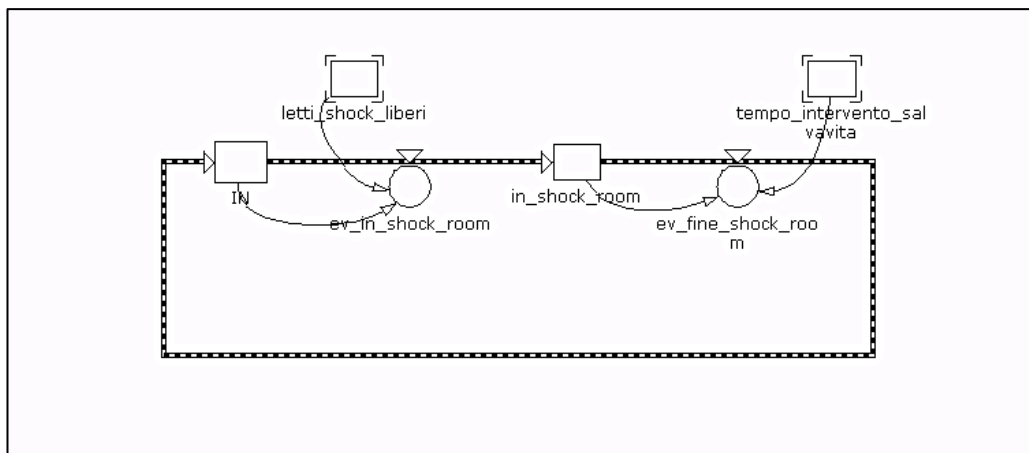 letti_shock_liberi
tempo_intervento_sal
vavita
IN
in_shock_room
ev_in_shock_room
ev_fine_shock_roo
m